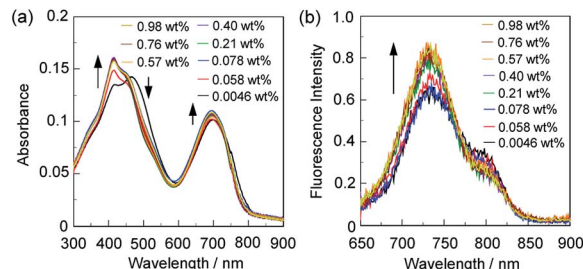 (a)
0.2
0.15
0.1
0.05
0
Absorbance
0.98 wt% 0.40 wt%
0.76 wt% 0.21 wt%
0.57 wt% 0.078 wt%
0.058 wt%
0.0046 wt%
300 400 500 600 700 800 900
Wavelength / nm
(b)
1.0
0.8
0.6
0.4
0.2
0
Fluorescence Intensity
0.98 wt%
0.76 wt%
0.57 wt%
0.40 wt%
0.21 wt%
0.078 wt%
0.058 wt%
0.0046 wt%
650 700 750 800 850 900
Wavelength / nm